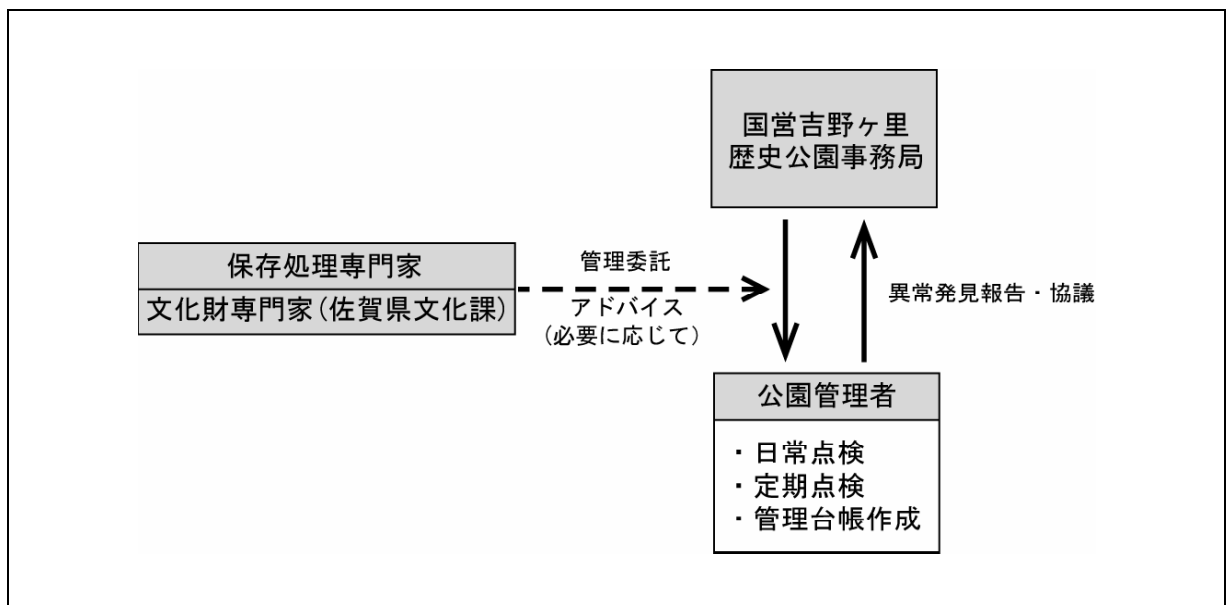 国営吉野ヶ里
歴史公園事務局
保存処理専門家
文化財専門家(佐賀県文化課)
管理委託
アドバイス
(必要に応じて)
異常発見報告・協議
公園管理者
・日常点検
・定期点検
・管理台帳作成